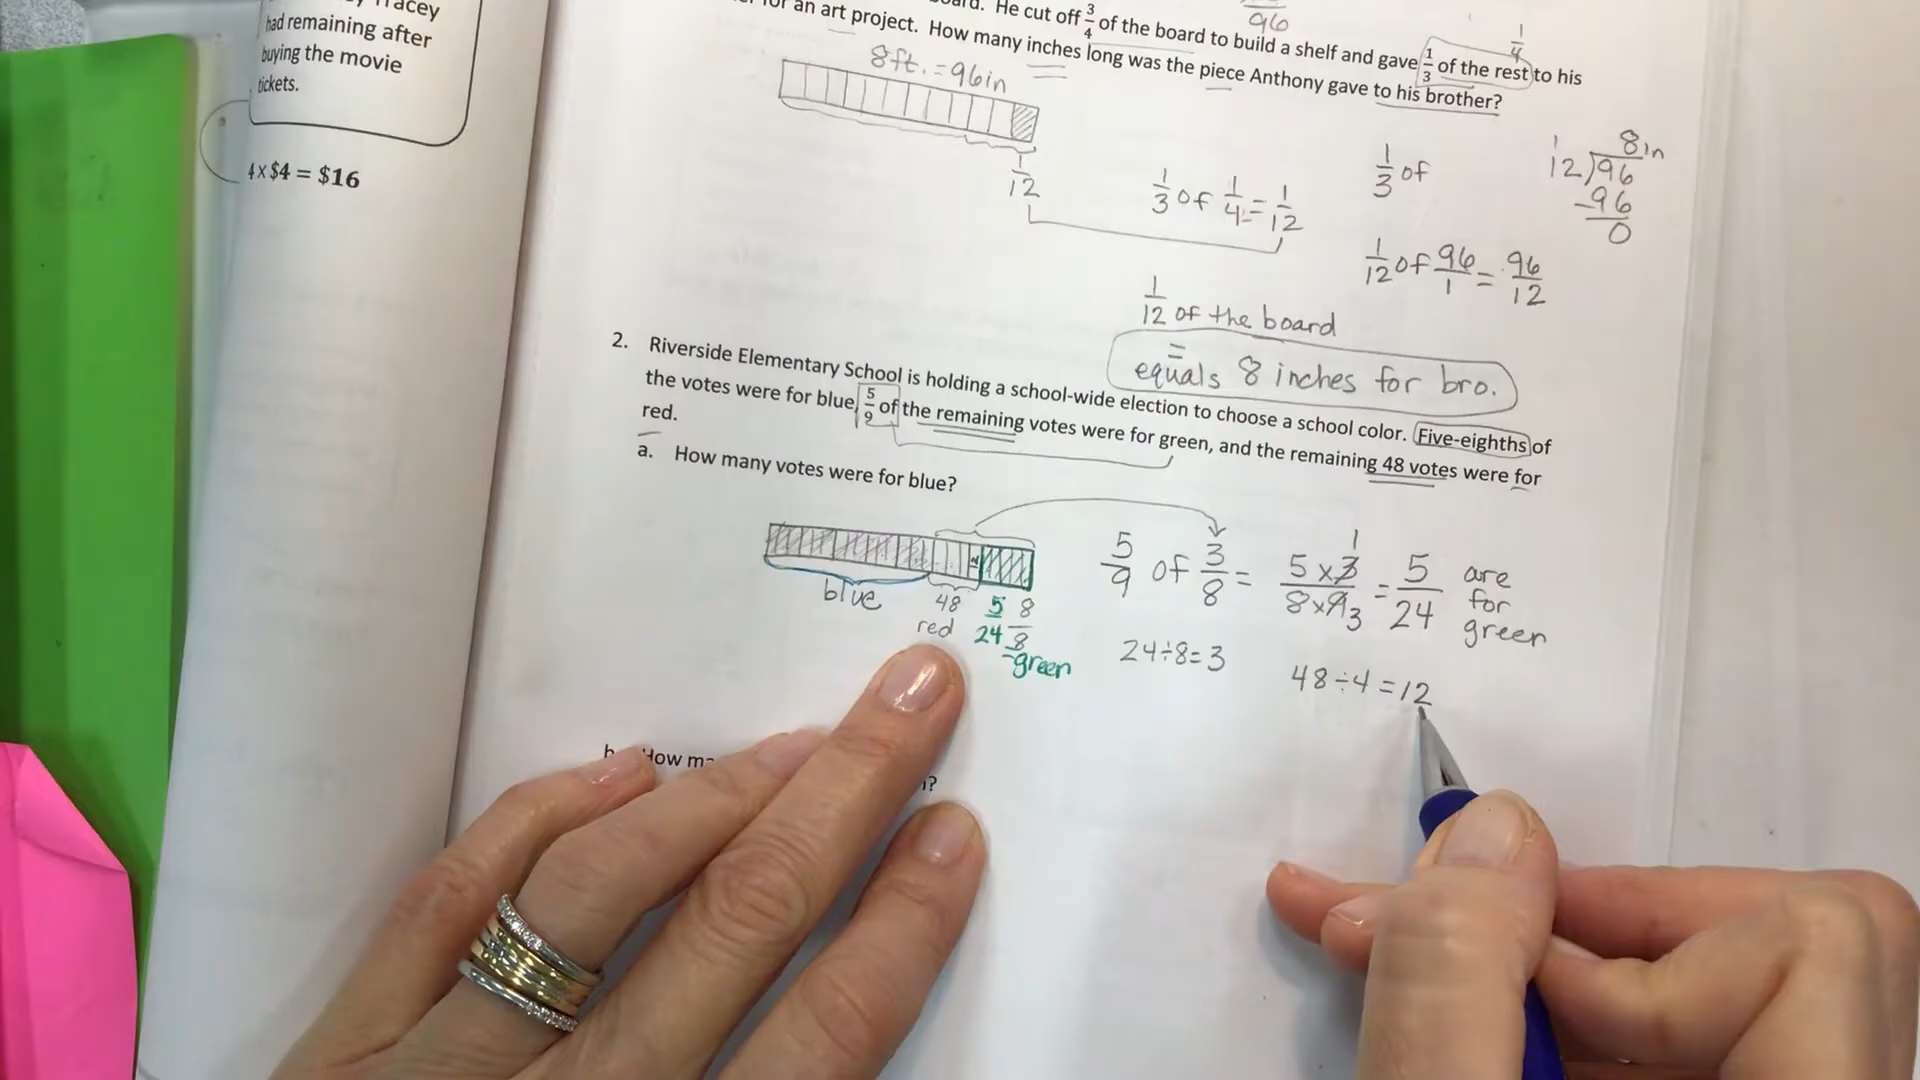 Tracey
had remaining after
buying the movie
tickets.
4 x $4 = $16
96
He cut off 3/4 of the board to build a shelf and gave 1/3 of the rest to his
1/4
for an art project. How many inches long was the piece Anthony gave to his brother?
8ft. = 96in
1/12
1/3 of 1/4 = 1/12
1/3 of
8in
12)96
-96
0
1/12 of 96/1 = 96/12
1/12 of the board
=
equals 8 inches for bro.
2. Riverside Elementary School is holding a school-wide election to choose a school color. Five-eighths of
the votes were for blue, 5/9 of the remaining votes were for green, and the remaining 48 votes were for
red.
a. How many votes were for blue?
blue
48
red
5/24
8/8
green
5/9 of 3/8 = 5x3/8x9 = 5/24 are for green
1
3
24÷8=3
48÷4=12
How